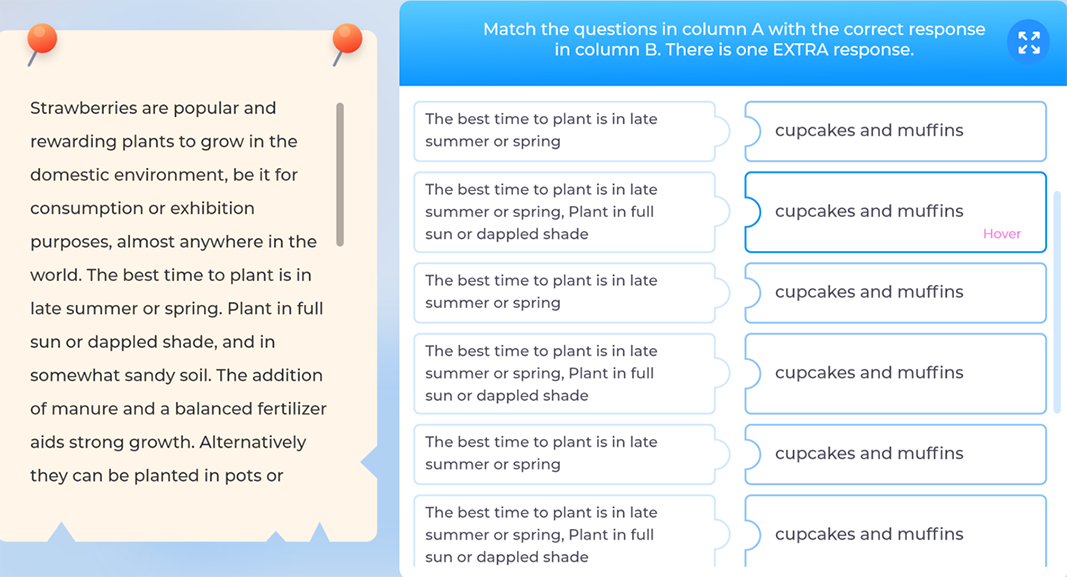 Strawberries are popular and
rewarding plants to grow in the
domestic environment, be it for
consumption or exhibition
purposes, almost anywhere in the
world. The best time to plant is in
late summer or spring. Plant in full
sun or dappled shade, and in
somewhat sandy soil. The addition
of manure and a balanced fertilizer
aids strong growth. Alternatively
they can be planted in pots or
Match the questions in column A with the correct response
in column B. There is one EXTRA response.
The best time to plant is in late
summer or spring
cupcakes and muffins
The best time to plant is in late
summer or spring, Plant in full
sun or dappled shade
cupcakes and muffins
Hover
The best time to plant is in late
summer or spring
cupcakes and muffins
The best time to plant is in late
summer or spring, Plant in full
sun or dappled shade
cupcakes and muffins
The best time to plant is in late
summer or spring
cupcakes and muffins
The best time to plant is in late
summer or spring, Plant in full
sun or dappled shade
cupcakes and muffins